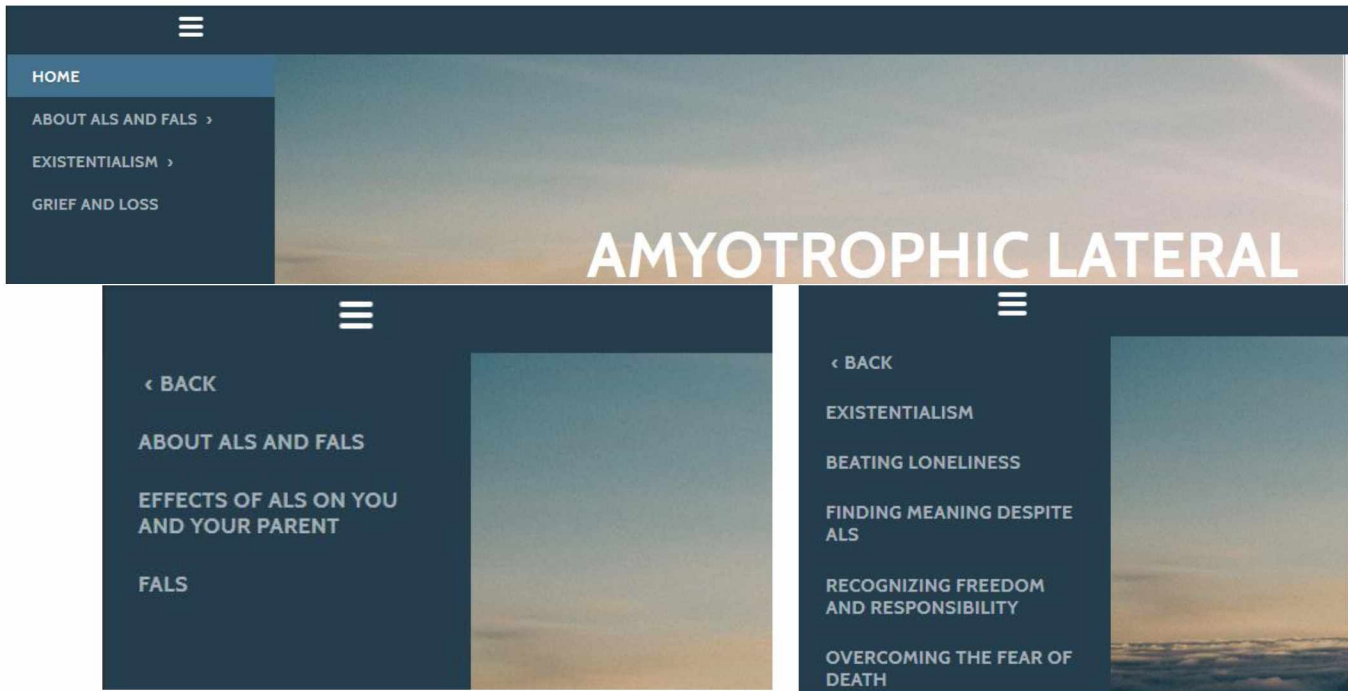 HOME
ABOUT ALS AND FALS ›
EXISTENTIALISM ›
GRIEF AND LOSS
AMYOTROPHIC LATERAL
‹ BACK
ABOUT ALS AND FALS
EFFECTS OF ALS ON YOU
AND YOUR PARENT
FALS
‹ BACK
EXISTENTIALISM
BEATING LONELINESS
FINDING MEANING DESPITE
ALS
RECOGNIZING FREEDOM
AND RESPONSIBILITY
OVERCOMING THE FEAR OF
DEATH